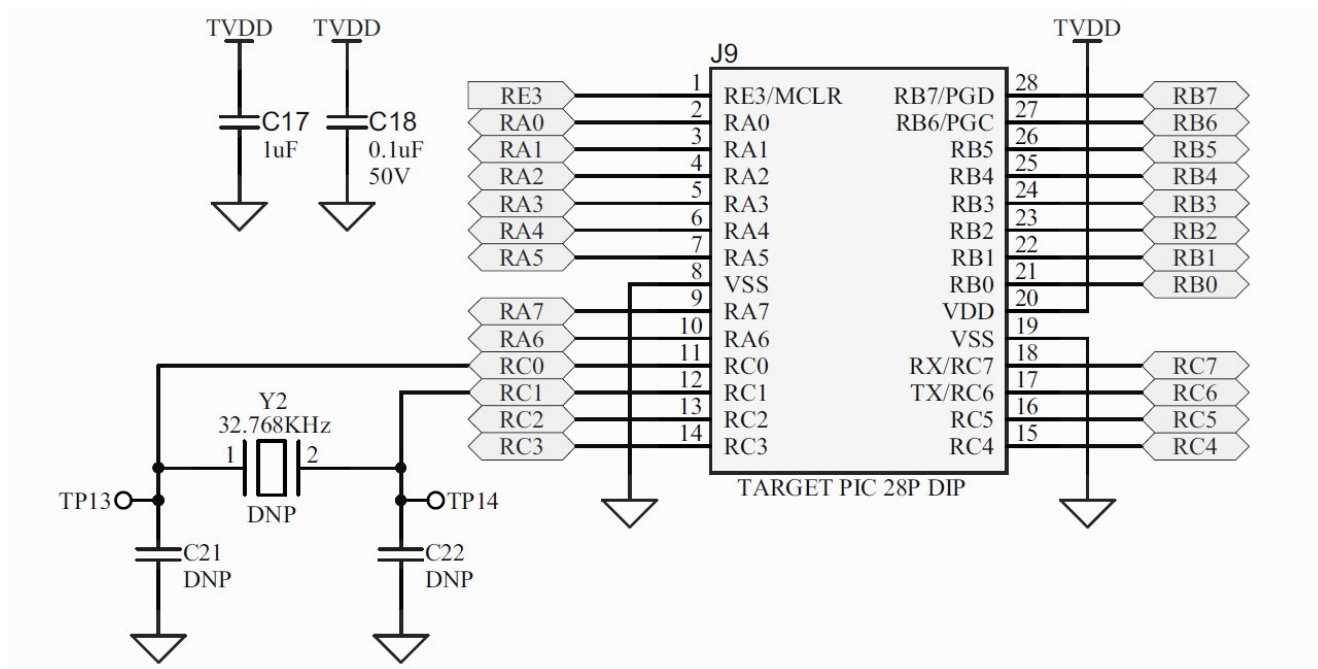 TVDD
TVDD
TVDD
C17
1uF
C18
0.1uF
50V
J9
TARGET PIC 28P DIP
RE3 1 RE3/MCLR
RA0 2 RA0
RA1 3 RA1
RA2 4 RA2
RA3 5 RA3
RA4 6 RA4
RA5 7 RA5
8 VSS
RA7 9 RA7
RA6 10 RA6
RC0 11 RC0
RC1 12 RC1
RC2 13 RC2
RC3 14 RC3
RB7/PGD 28 RB7
RB6/PGC 27 RB6
RB5 26 RB5
RB4 25 RB4
RB3 24 RB3
RB2 23 RB2
RB1 22 RB1
RB0 21 RB0
VDD 20
VSS 19
RX/RC7 18 RC7
TX/RC6 17 RC6
RC5 16 RC5
RC4 15 RC4
Y2
32.768KHz
1 2
DNP
TP13
TP14
C21
DNP
C22
DNP